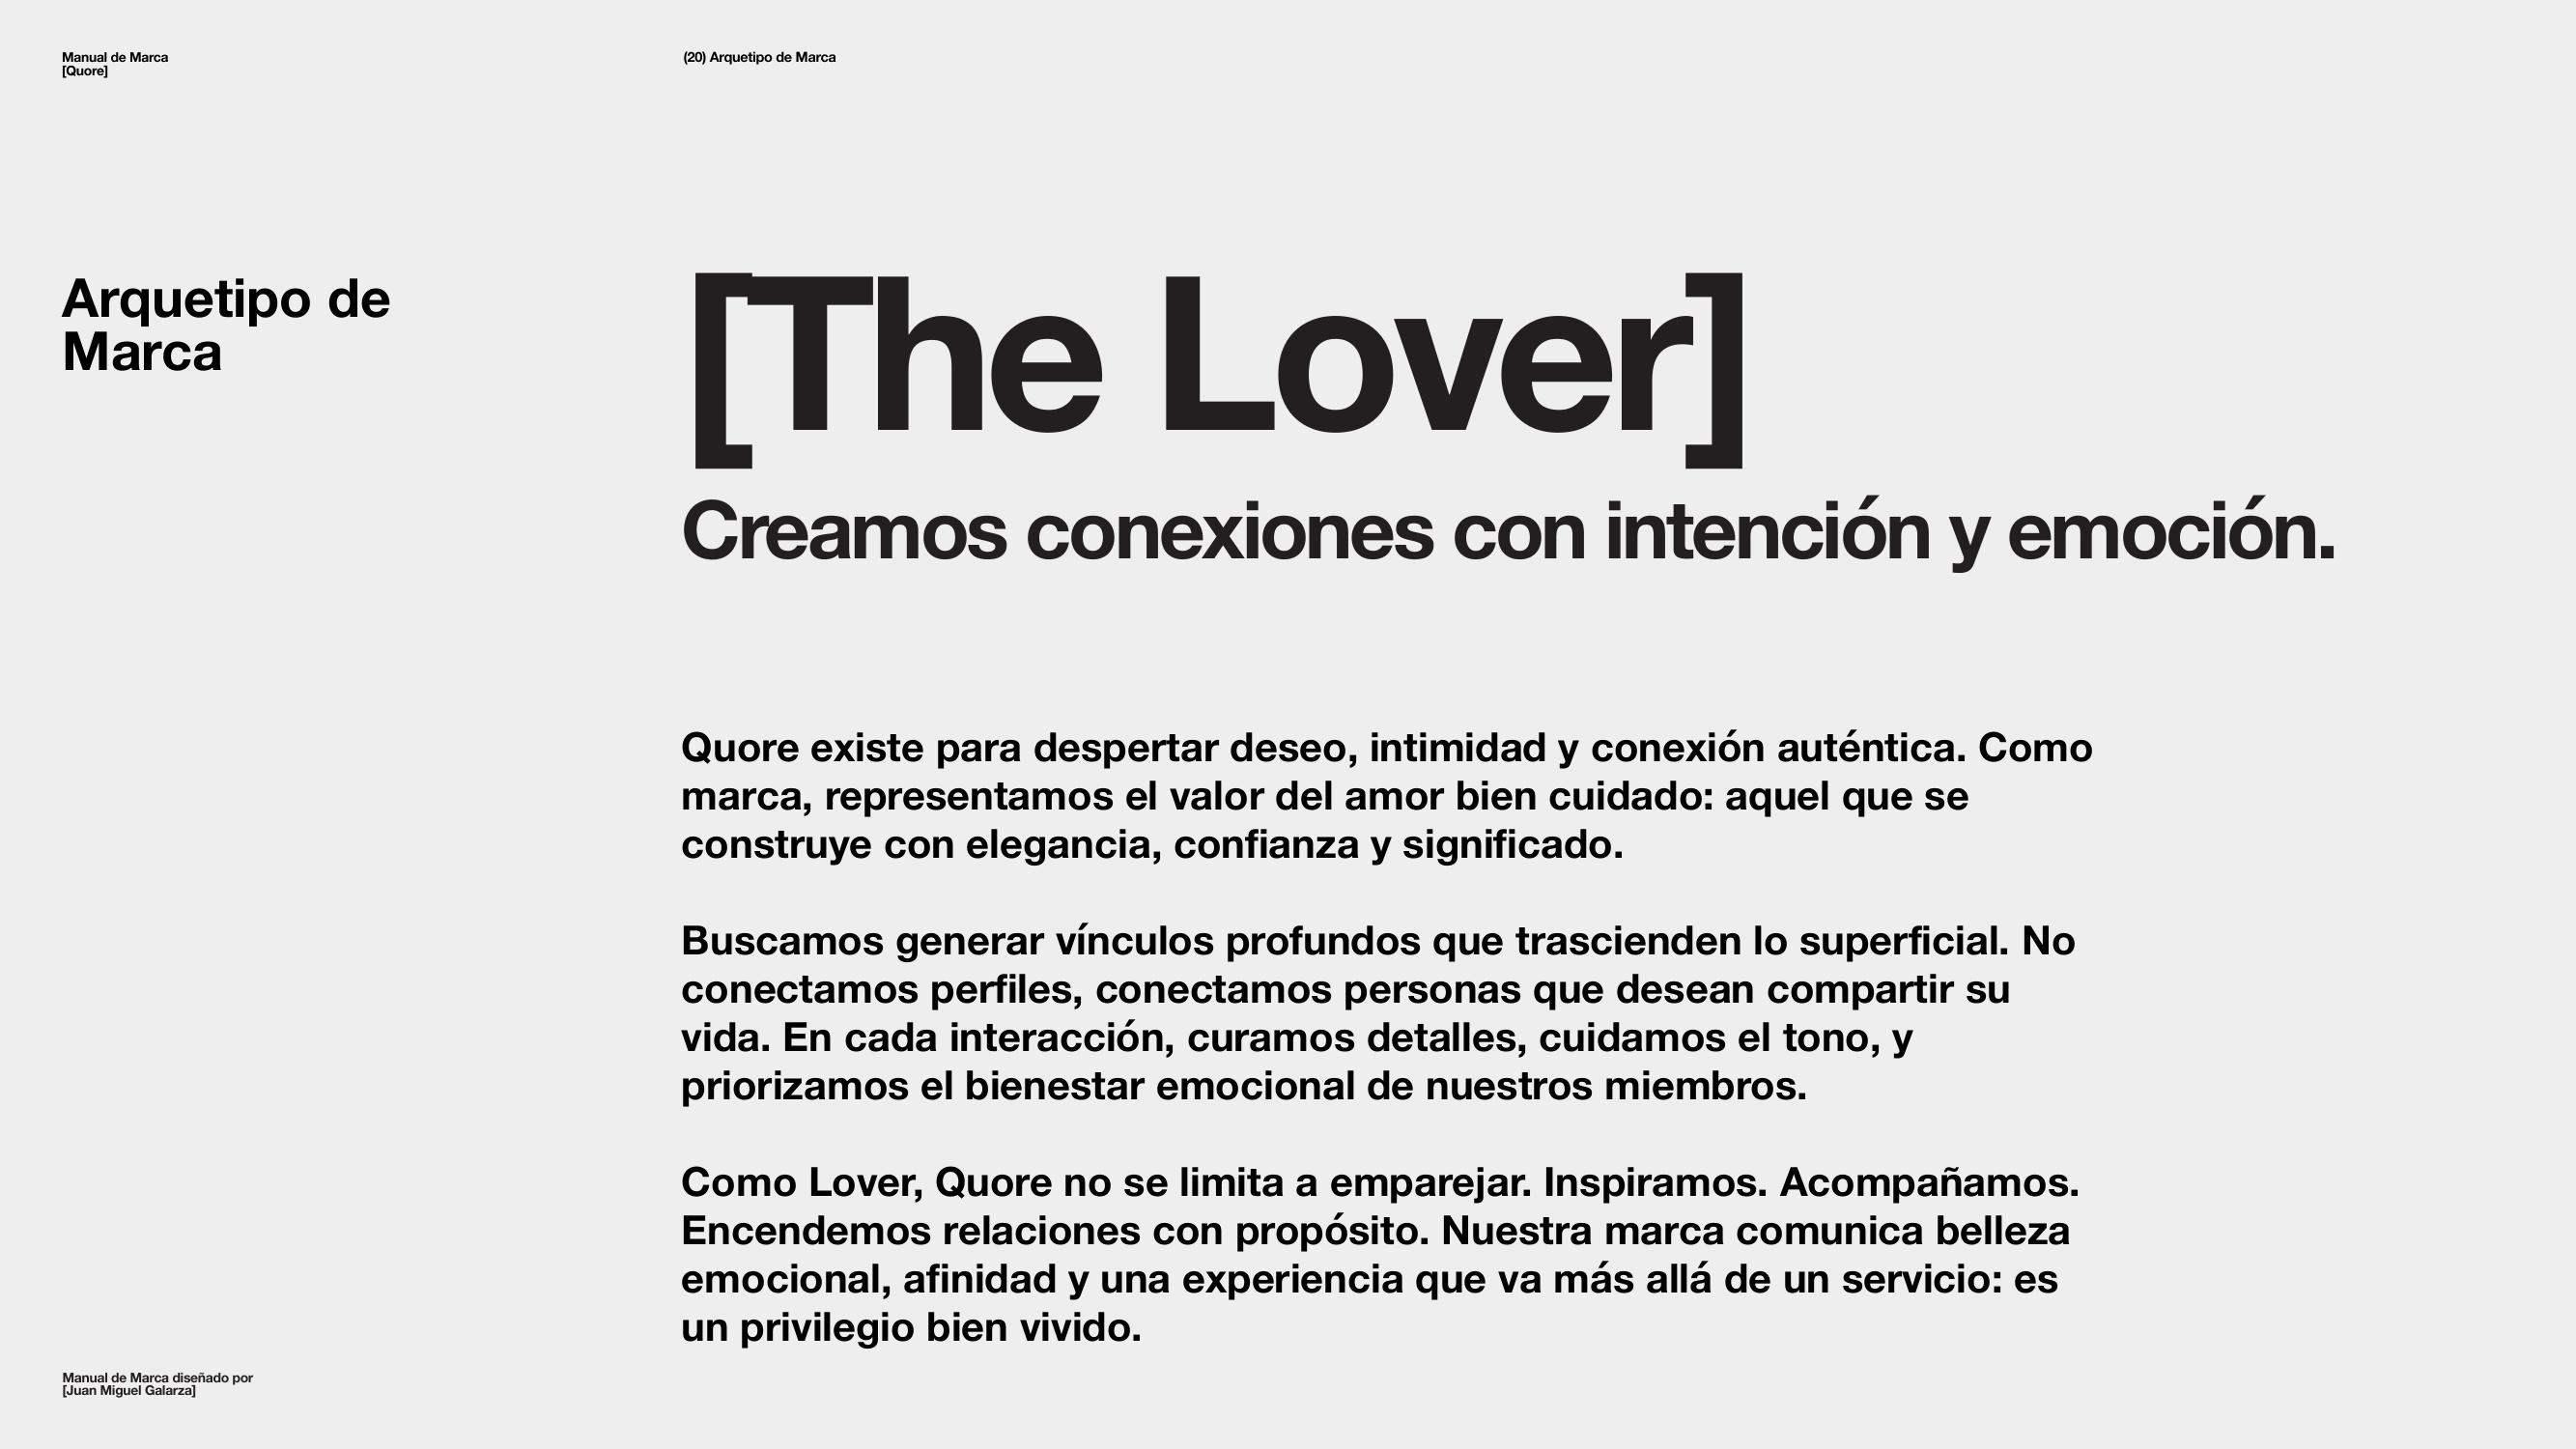 Manual de Marca
[Quore]
(20) Arquetipo de Marca
Arquetipo de
Marca
[The Lover]
Creamos conexiones con intención y emoción.
Quore existe para despertar deseo, intimidad y conexión auténtica. Como
marca, representamos el valor del amor bien cuidado: aquel que se
construye con elegancia, confianza y significado.
Buscamos generar vínculos profundos que trascienden lo superficial. No
conectamos perfiles, conectamos personas que desean compartir su
vida. En cada interacción, curamos detalles, cuidamos el tono, y
priorizamos el bienestar emocional de nuestros miembros.
Como Lover, Quore no se limita a emparejar. Inspiramos. Acompañamos.
Encendemos relaciones con propósito. Nuestra marca comunica belleza
emocional, afinidad y una experiencia que va más allá de un servicio: es
un privilegio bien vivido.
Manual de Marca diseñado por
[Juan Miguel Galarza]